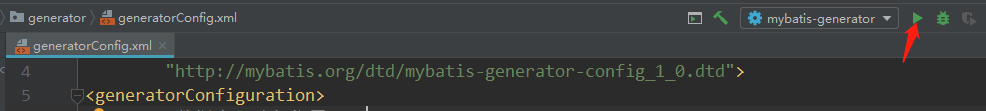 generator generatorConfig.xml mybatis-generator
generatorConfig.xml
4 "http://mybatis.org/dtd/mybatis-generator-config_1_0.dtd">
5 <generatorConfiguration>